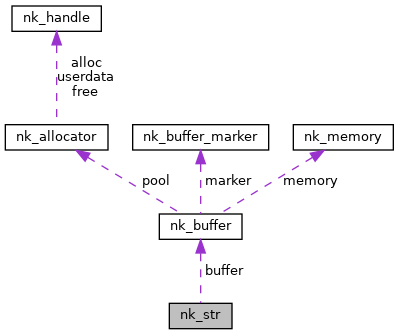 nk_handle
alloc
userdata
free
nk_allocator
nk_buffer_marker
nk_memory
pool
marker
memory
nk_buffer
buffer
nk_str